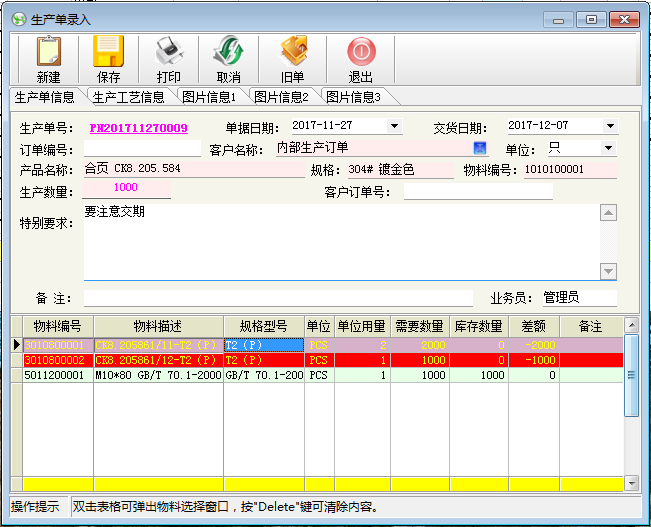 生产单录入
新建 保存 打印 取消 旧单 退出
生产单信息 生产工艺信息 图片信息1 图片信息2 图片信息3
生产单号: PN201711270009 单据日期: 2017-11-27 交货日期: 2017-12-07
订单编号: 客户名称: 内部生产订单 单位: 只
产品名称: 合页 CK8.205.584 规格: 304# 镀金色 物料编号: 1010100001
生产数量: 1000 客户订单号:
特别要求: 要注意交期
备 注: 业务员: 管理员
物料编号 物料描述 规格型号 单位 单位用量 需要数量 库存数量 差额 备注
3010800001 CK8.205861/11-T2 (P) T2 (P) PCS 2 2000 0 -2000
3010800002 CK8.205861/12-T2 (P) T2 (P) PCS 1 1000 0 -1000
5011200001 M10*80 GB/T 70.1-2000 GB/T 70.1-200 PCS 1 1000 1000 0
操作提示 双击表格可弹出物料选择窗口，按"Delete"键可清除内容。